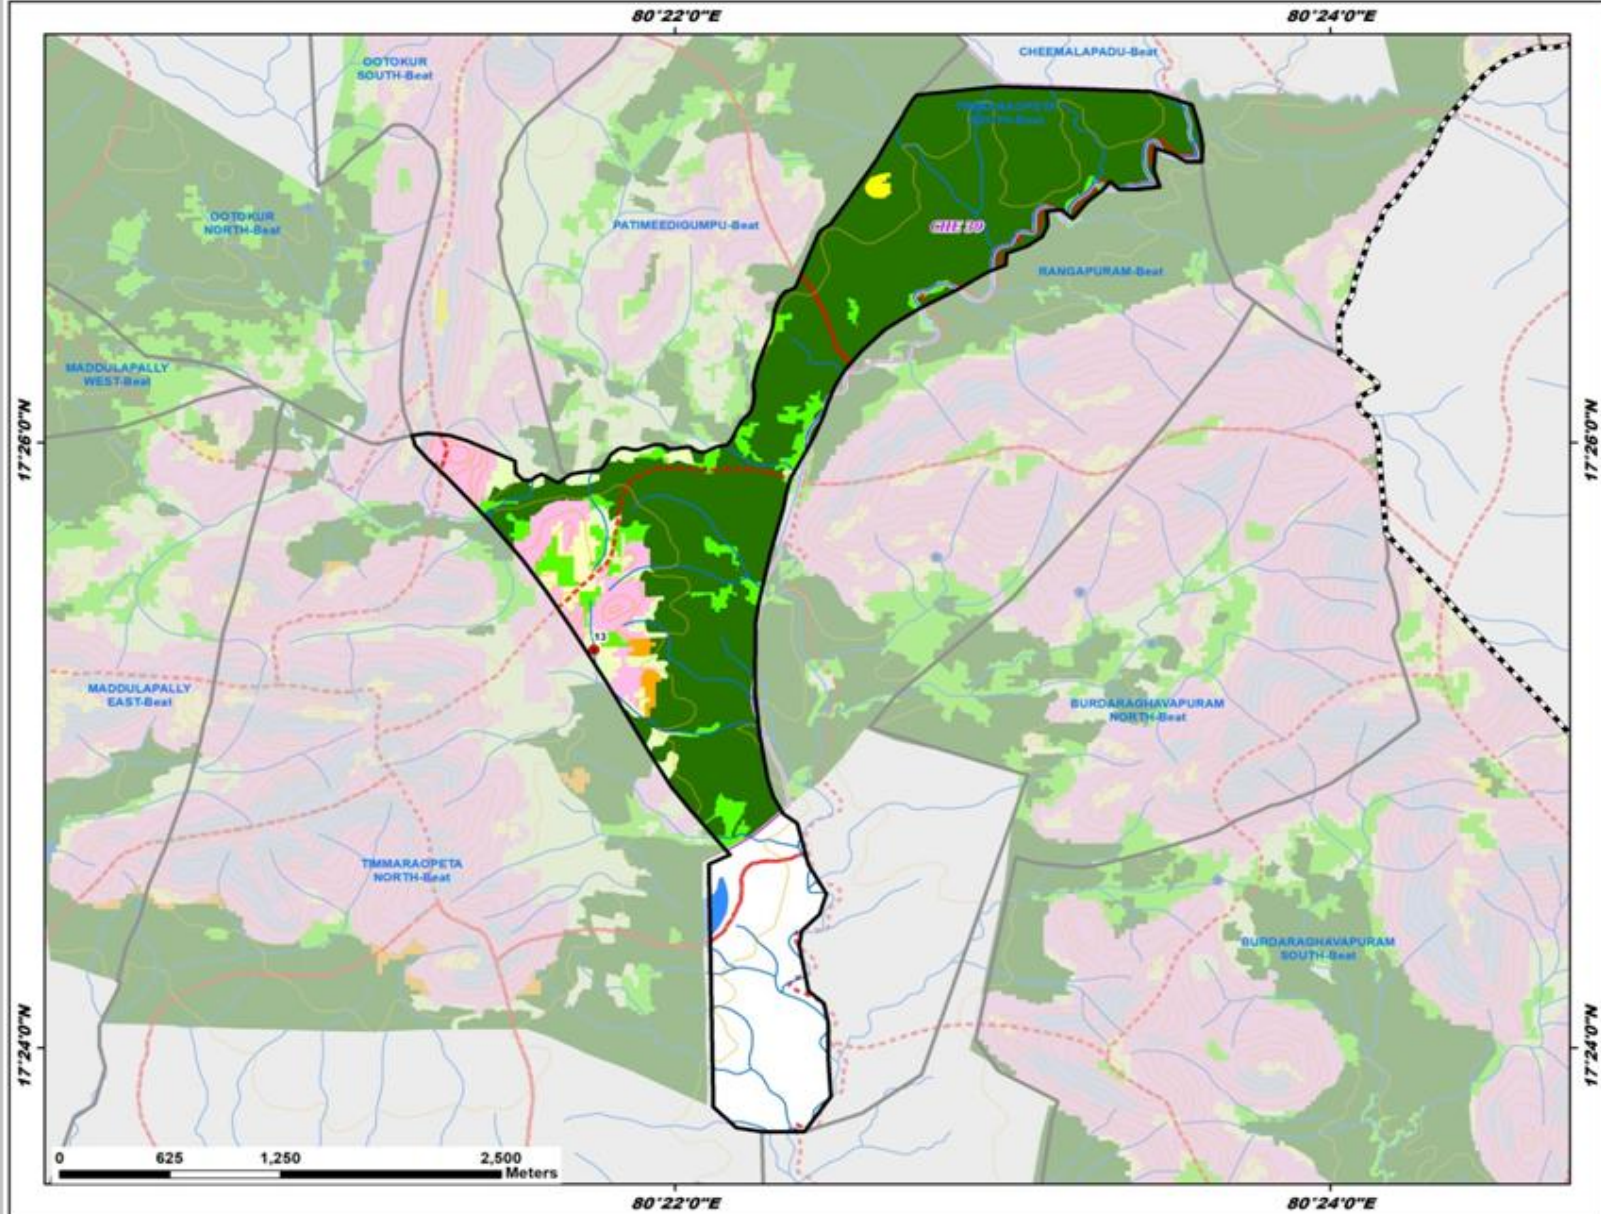 80°22'0"E
80°24'0"E
CHEEMALAPADU-Beat
OOTOKUR
SOUTH-Beat
OOTOKUR
NORTH-Beat
PATIMEEDIGUMPU-Beat
CHE 39
RANGAPURAM-Beat
MADDULAPALLY
WEST-Beat
17°26'0"N
17°26'0"N
13
MADDULAPALLY
EAST-Beat
BURDARAGHAVAPURAM
NORTH-Beat
TIMMARAOPETA
NORTH-Beat
BURDARAGHAVAPURAM
SOUTH-Beat
17°24'0"N
17°24'0"N
0 625 1,250 2,500
Meters
80°22'0"E
80°24'0"E